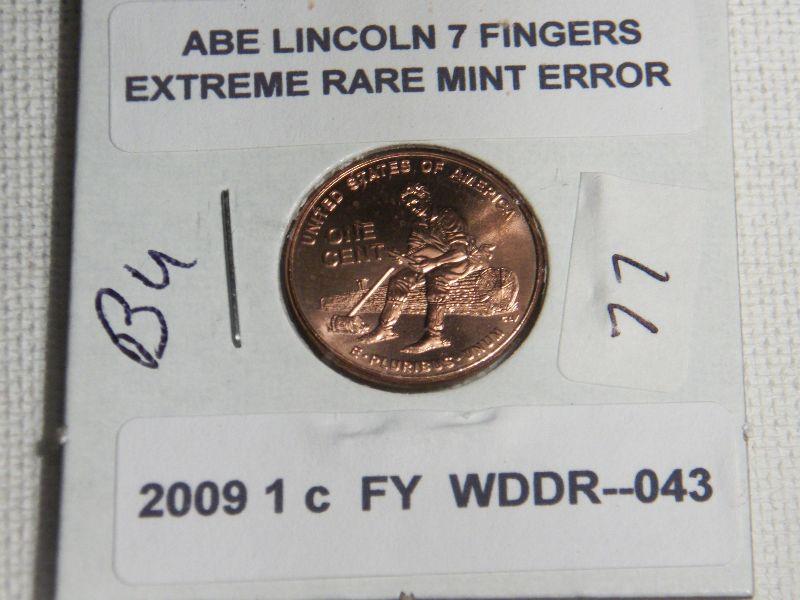 ABE LINCOLN 7 FINGERS
EXTREME RARE MINT ERROR
UNITED STATES OF AMERICA
ONE
CENT
E·PLURIBUS·UNUM
Bu
77
2009 1 c FY WDDR--043